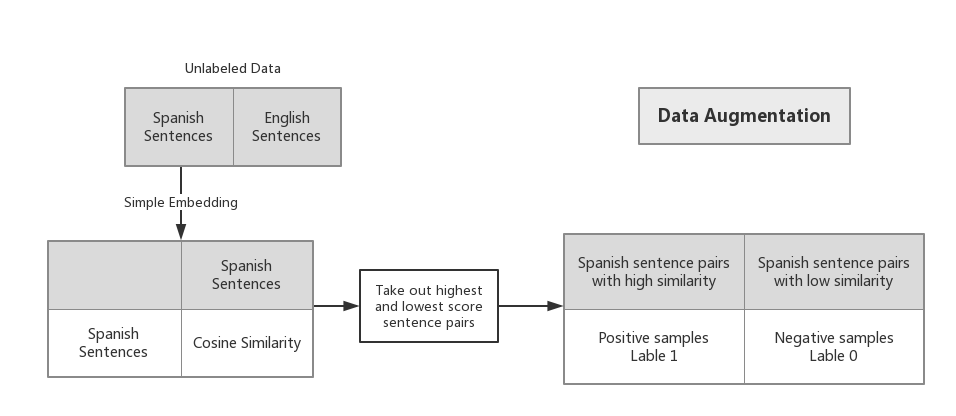 Unlabeled Data
Spanish
Sentences
English
Sentences
Data Augmentation
Simple Embedding
Spanish
Sentences
Spanish
Sentences
Cosine Similarity
Take out highest
and lowest score
sentence pairs
Spanish sentence pairs
with high similarity
Spanish sentence pairs
with low similarity
Positive samples
Lable 1
Negative samples
Lable 0